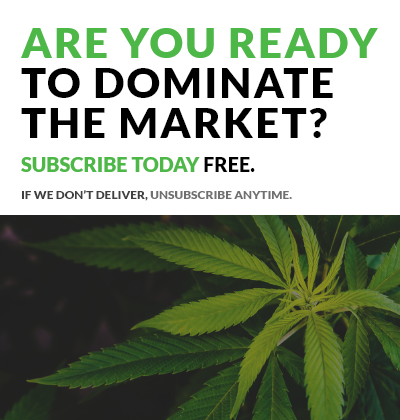 ARE YOU READY
TO DOMINATE
THE MARKET?
SUBSCRIBE TODAY FREE.
IF WE DON'T DELIVER, UNSUBSCRIBE ANYTIME.